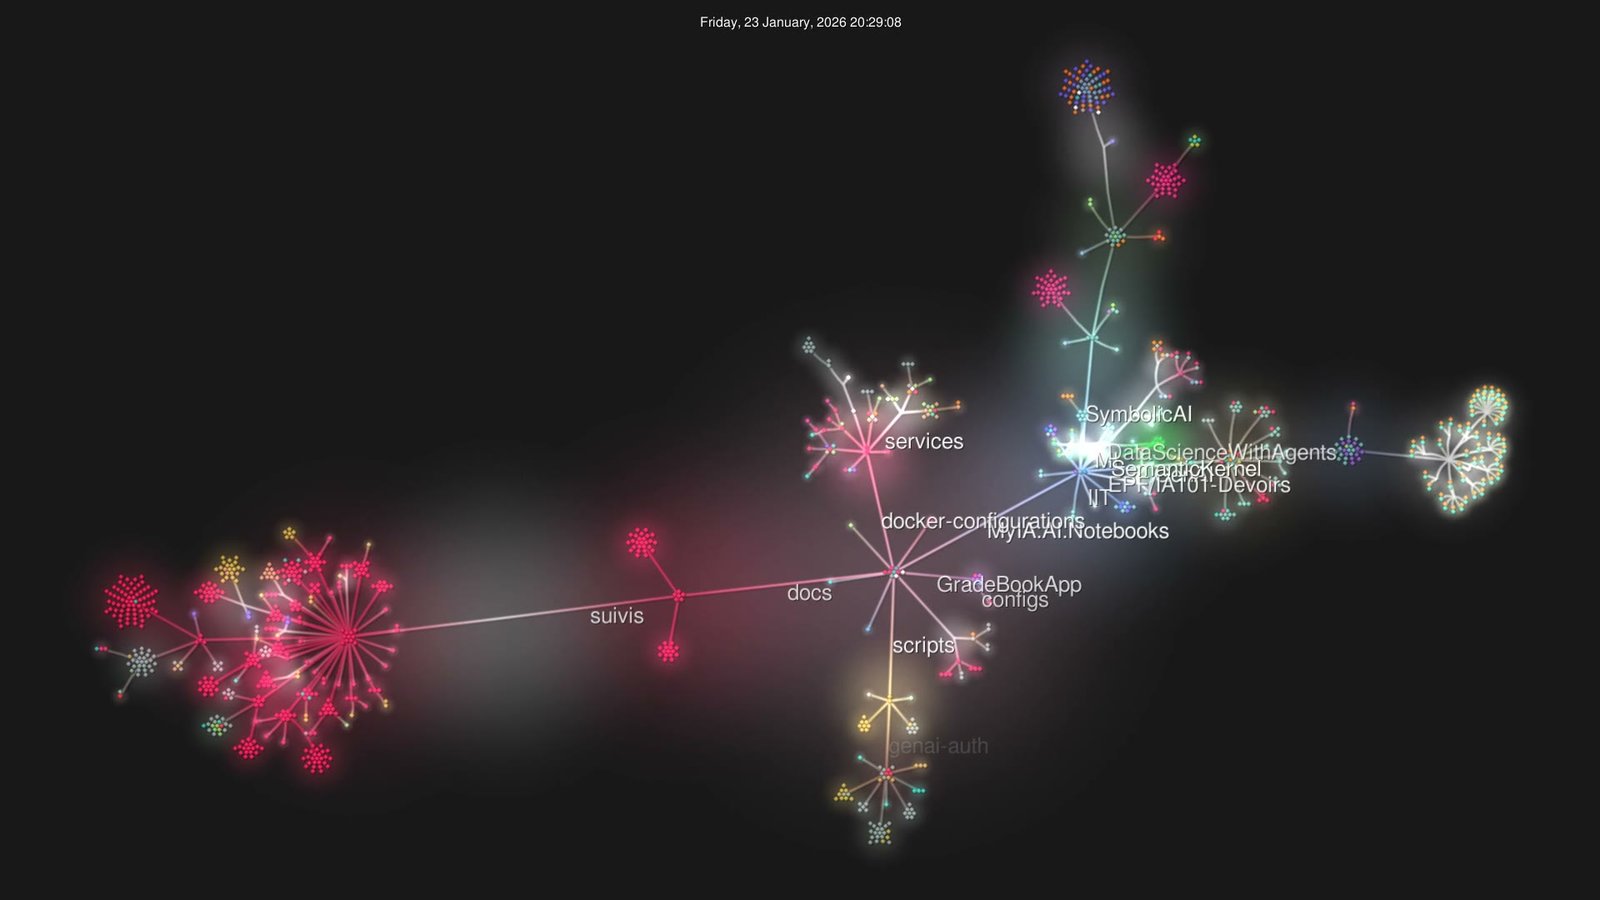 Friday, 23 January, 2026 20:29:08
SymbolicAI
services
DataScienceWithAgents
SemanticKernel
EPF/IA101-Devoirs
IIT
docker-configurations
MyIA.AI.Notebooks
GradeBookApp
docs
configs
suivis
scripts
genai-auth